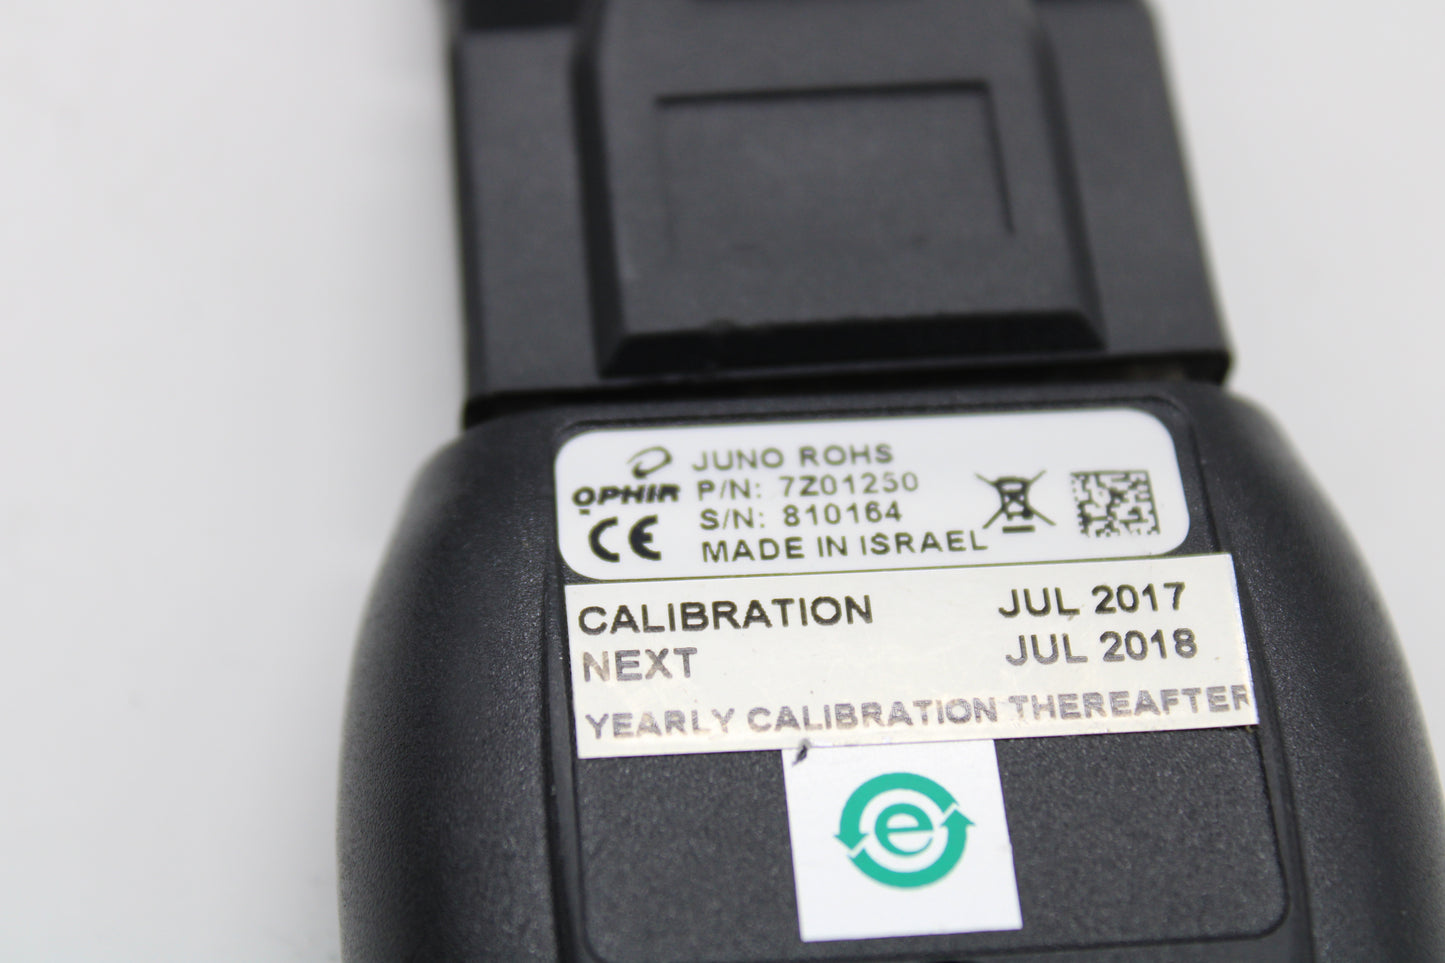 OPHIR
JUNO ROHS
P/N: 7Z01250
S/N: 810164
MADE IN ISRAEL
CE
CALIBRATION JUL 2017
NEXT JUL 2018
YEARLY CALIBRATION THEREAFTER
e